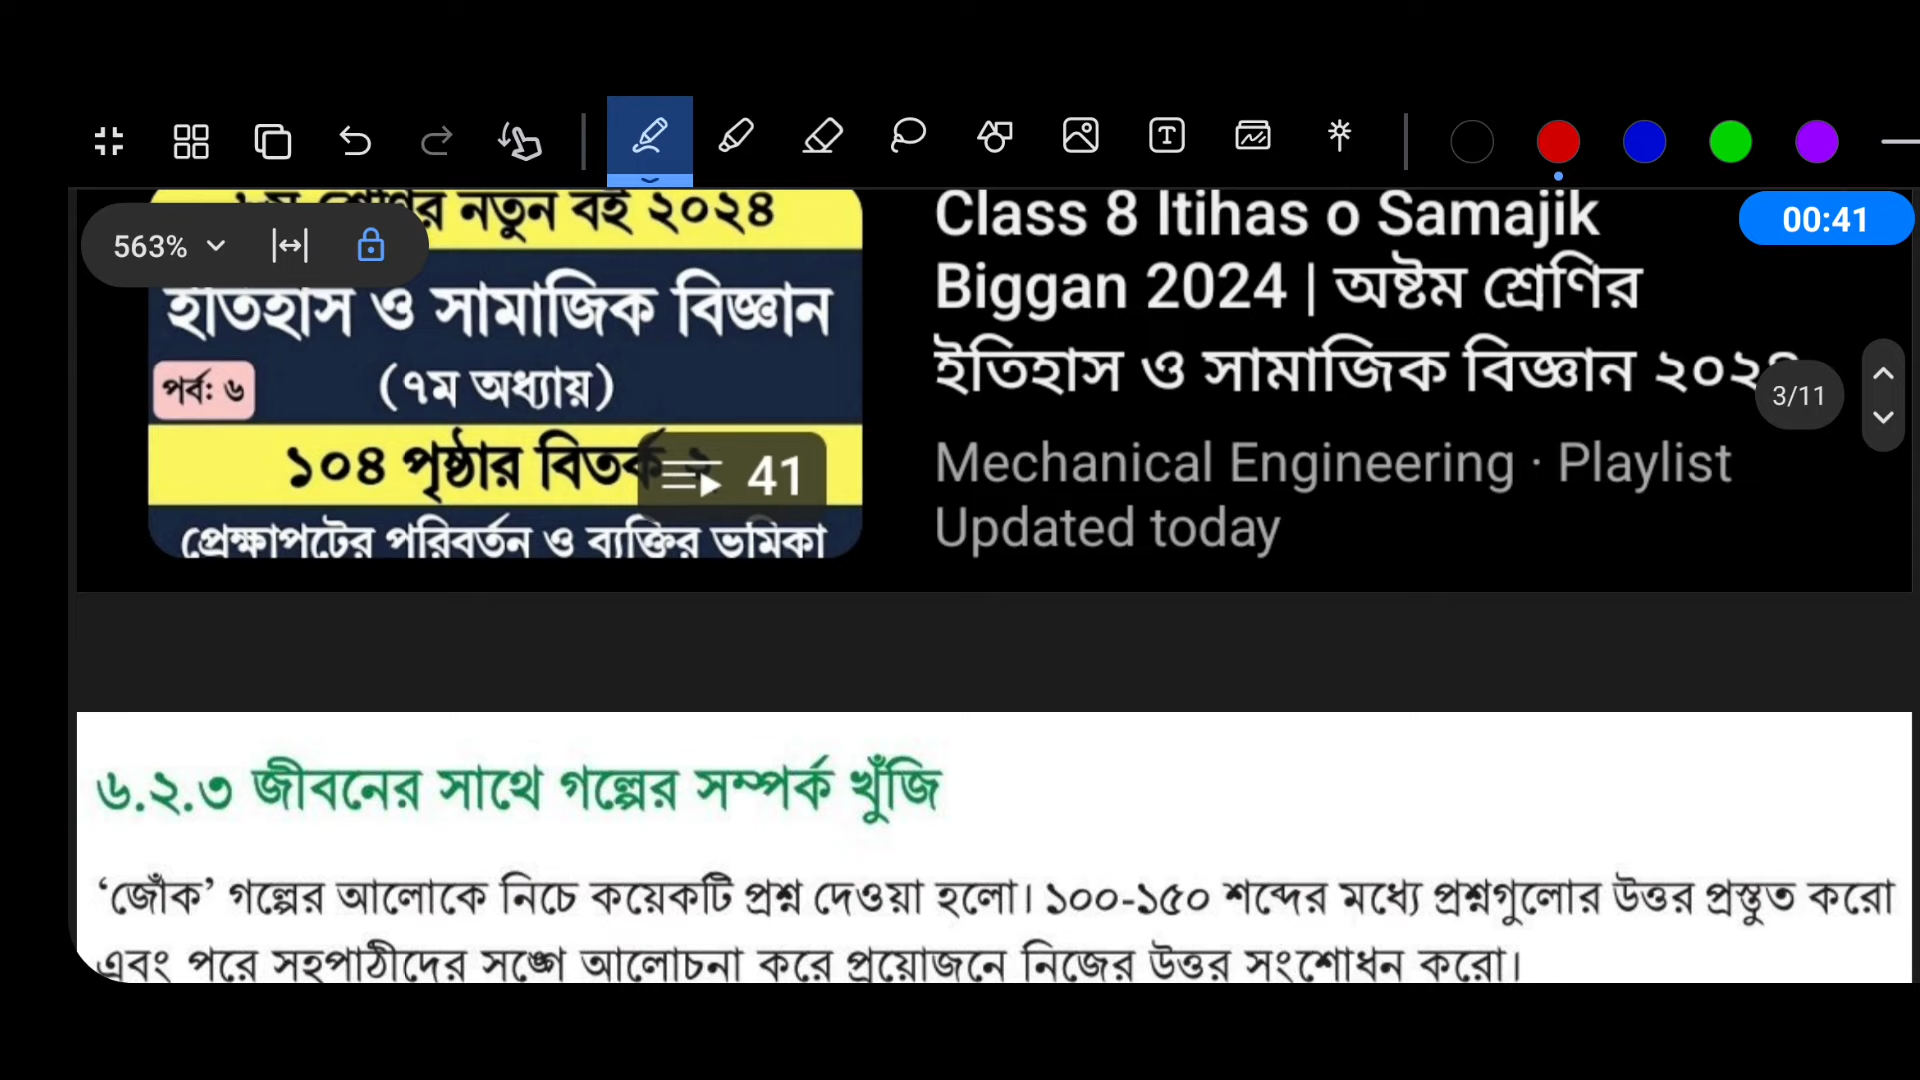 563%
শ্রেণির নতুন বই ২০২৪
ইতিহাস ও সামাজিক বিজ্ঞান
পর্ব: ৬
(৭ম অধ্যায়)
১০৪ পৃষ্ঠার বিতর্ক
41
প্রেক্ষাপটের পরিবর্তন ও ব্যক্তির ভূমিকা
Class 8 Itihas o Samajik
Biggan 2024 | অষ্টম শ্রেণির
ইতিহাস ও সামাজিক বিজ্ঞান ২০২৪
Mechanical Engineering · Playlist
Updated today
00:41
3/11
৬.২.৩ জীবনের সাথে গল্পের সম্পর্ক খুঁজি
‘জোঁক’ গল্পের আলোকে নিচে কয়েকটি প্রশ্ন দেওয়া হলো। ১০০-১৫০ শব্দের মধ্যে প্রশ্নগুলোর উত্তর প্রস্তুত করো
এবং পরে সহপাঠীদের সঙ্গে আলোচনা করে প্রয়োজনে নিজের উত্তর সংশোধন করো।